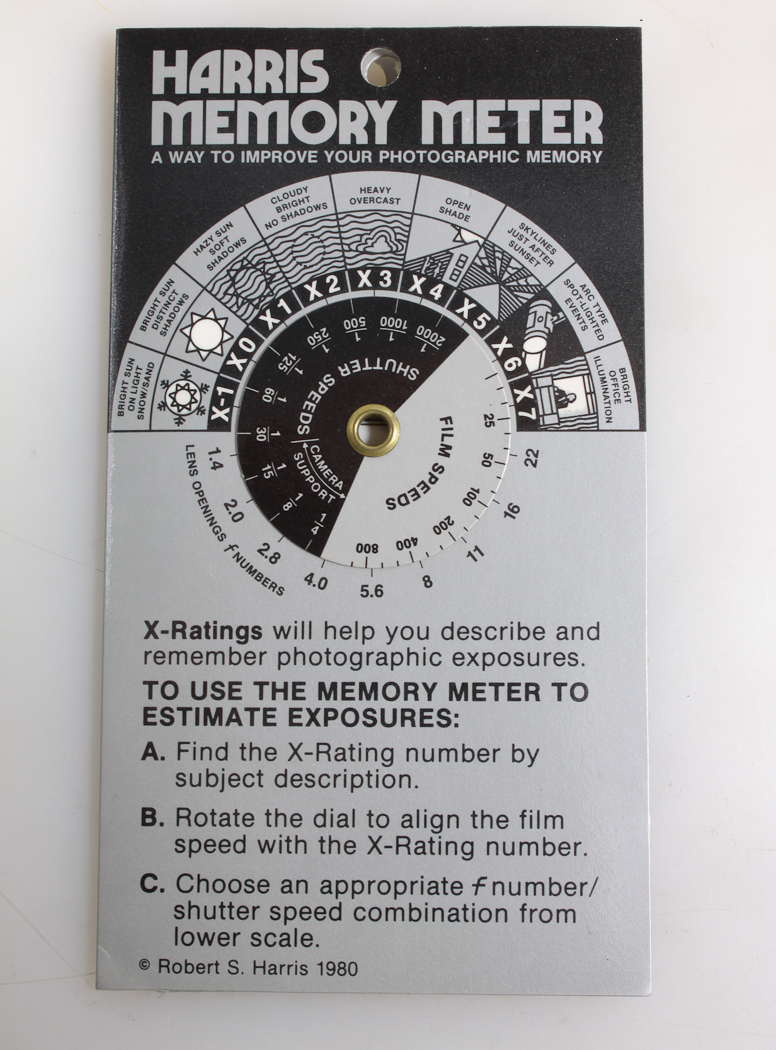 HARRIS
MEMORY METER
A WAY TO IMPROVE YOUR PHOTOGRAPHIC MEMORY
BRIGHT SUN
ON LIGHT
SNOW/SAND
BRIGHT SUN
DISTINCT
SHADOWS
HAZY SUN
SOFT
SHADOWS
CLOUDY
BRIGHT
NO SHADOWS
HEAVY
OVERCAST
OPEN
SHADE
SKYLINES
JUST AFTER
SUNSET
ARC TYPE
SPOT-LIGHTED
EVENTS
BRIGHT
OFFICE
ILLUMINATION
X-1 X0 X1 X2 X3 X4 X5 X6 X7
1/4 1/8 1/15 1/30 1/60 1/125 1/250 1/500 1/1000 1/2000
SHUTTER SPEEDS
CAMERA
SUPPORT
FILM SPEEDS
25 50 100 200 400 800
1.4 2.0 2.8 4.0 5.6 8 11 16 22
LENS OPENINGS f NUMBERS
X-Ratings will help you describe and
remember photographic exposures.
TO USE THE MEMORY METER TO
ESTIMATE EXPOSURES:
A. Find the X-Rating number by
subject description.
B. Rotate the dial to align the film
speed with the X-Rating number.
C. Choose an appropriate f number/
shutter speed combination from
lower scale.
© Robert S. Harris 1980